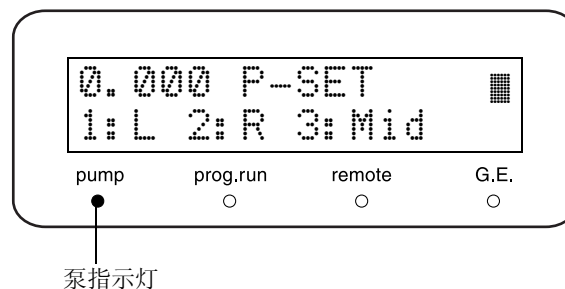 0.000 P-SET
1:L 2:R 3:Mid
pump prog.run remote G.E.
泵指示灯